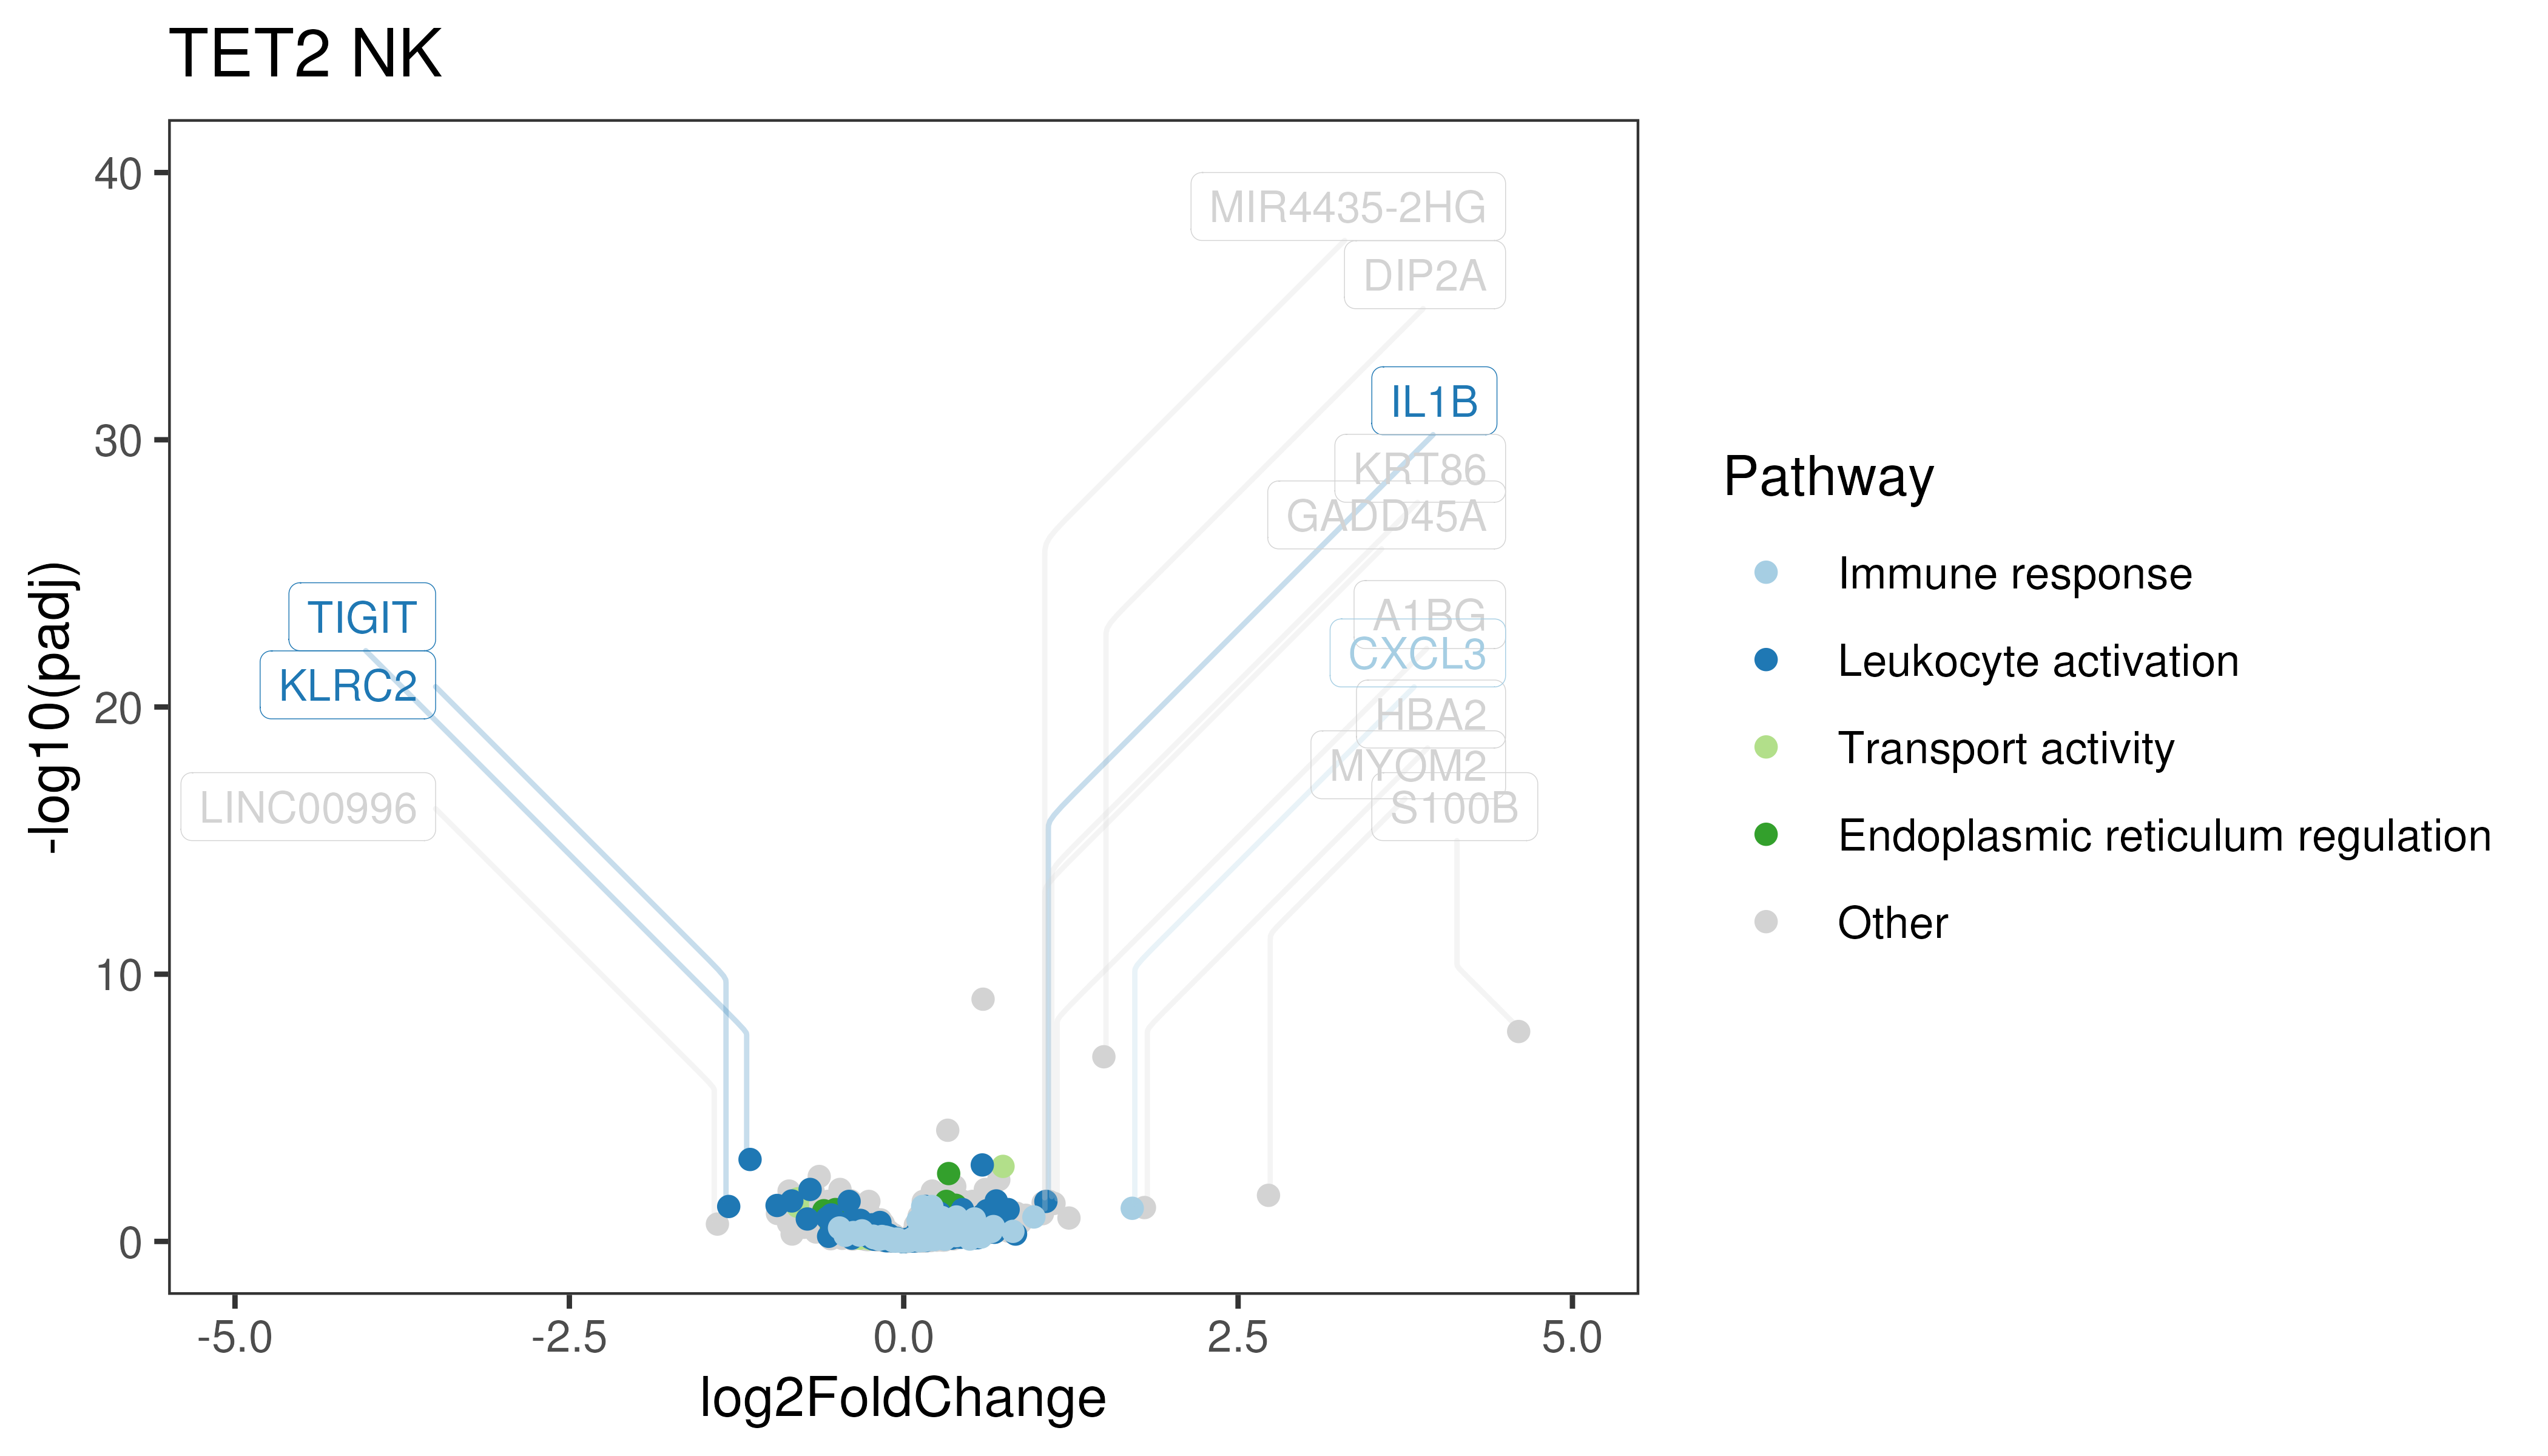 TET2 NK
40
30
20
10
0
-log10(padj)
MIR4435-2HG
DIP2A
IL1B
KRT86
GADD45A
A1BG
CXCL3
HBA2
MYOM2
S100B
TIGIT
KLRC2
LINC00996
-5.0
-2.5
0.0
2.5
5.0
log2FoldChange
Pathway
Immune response
Leukocyte activation
Transport activity
Endoplasmic reticulum regulation
Other